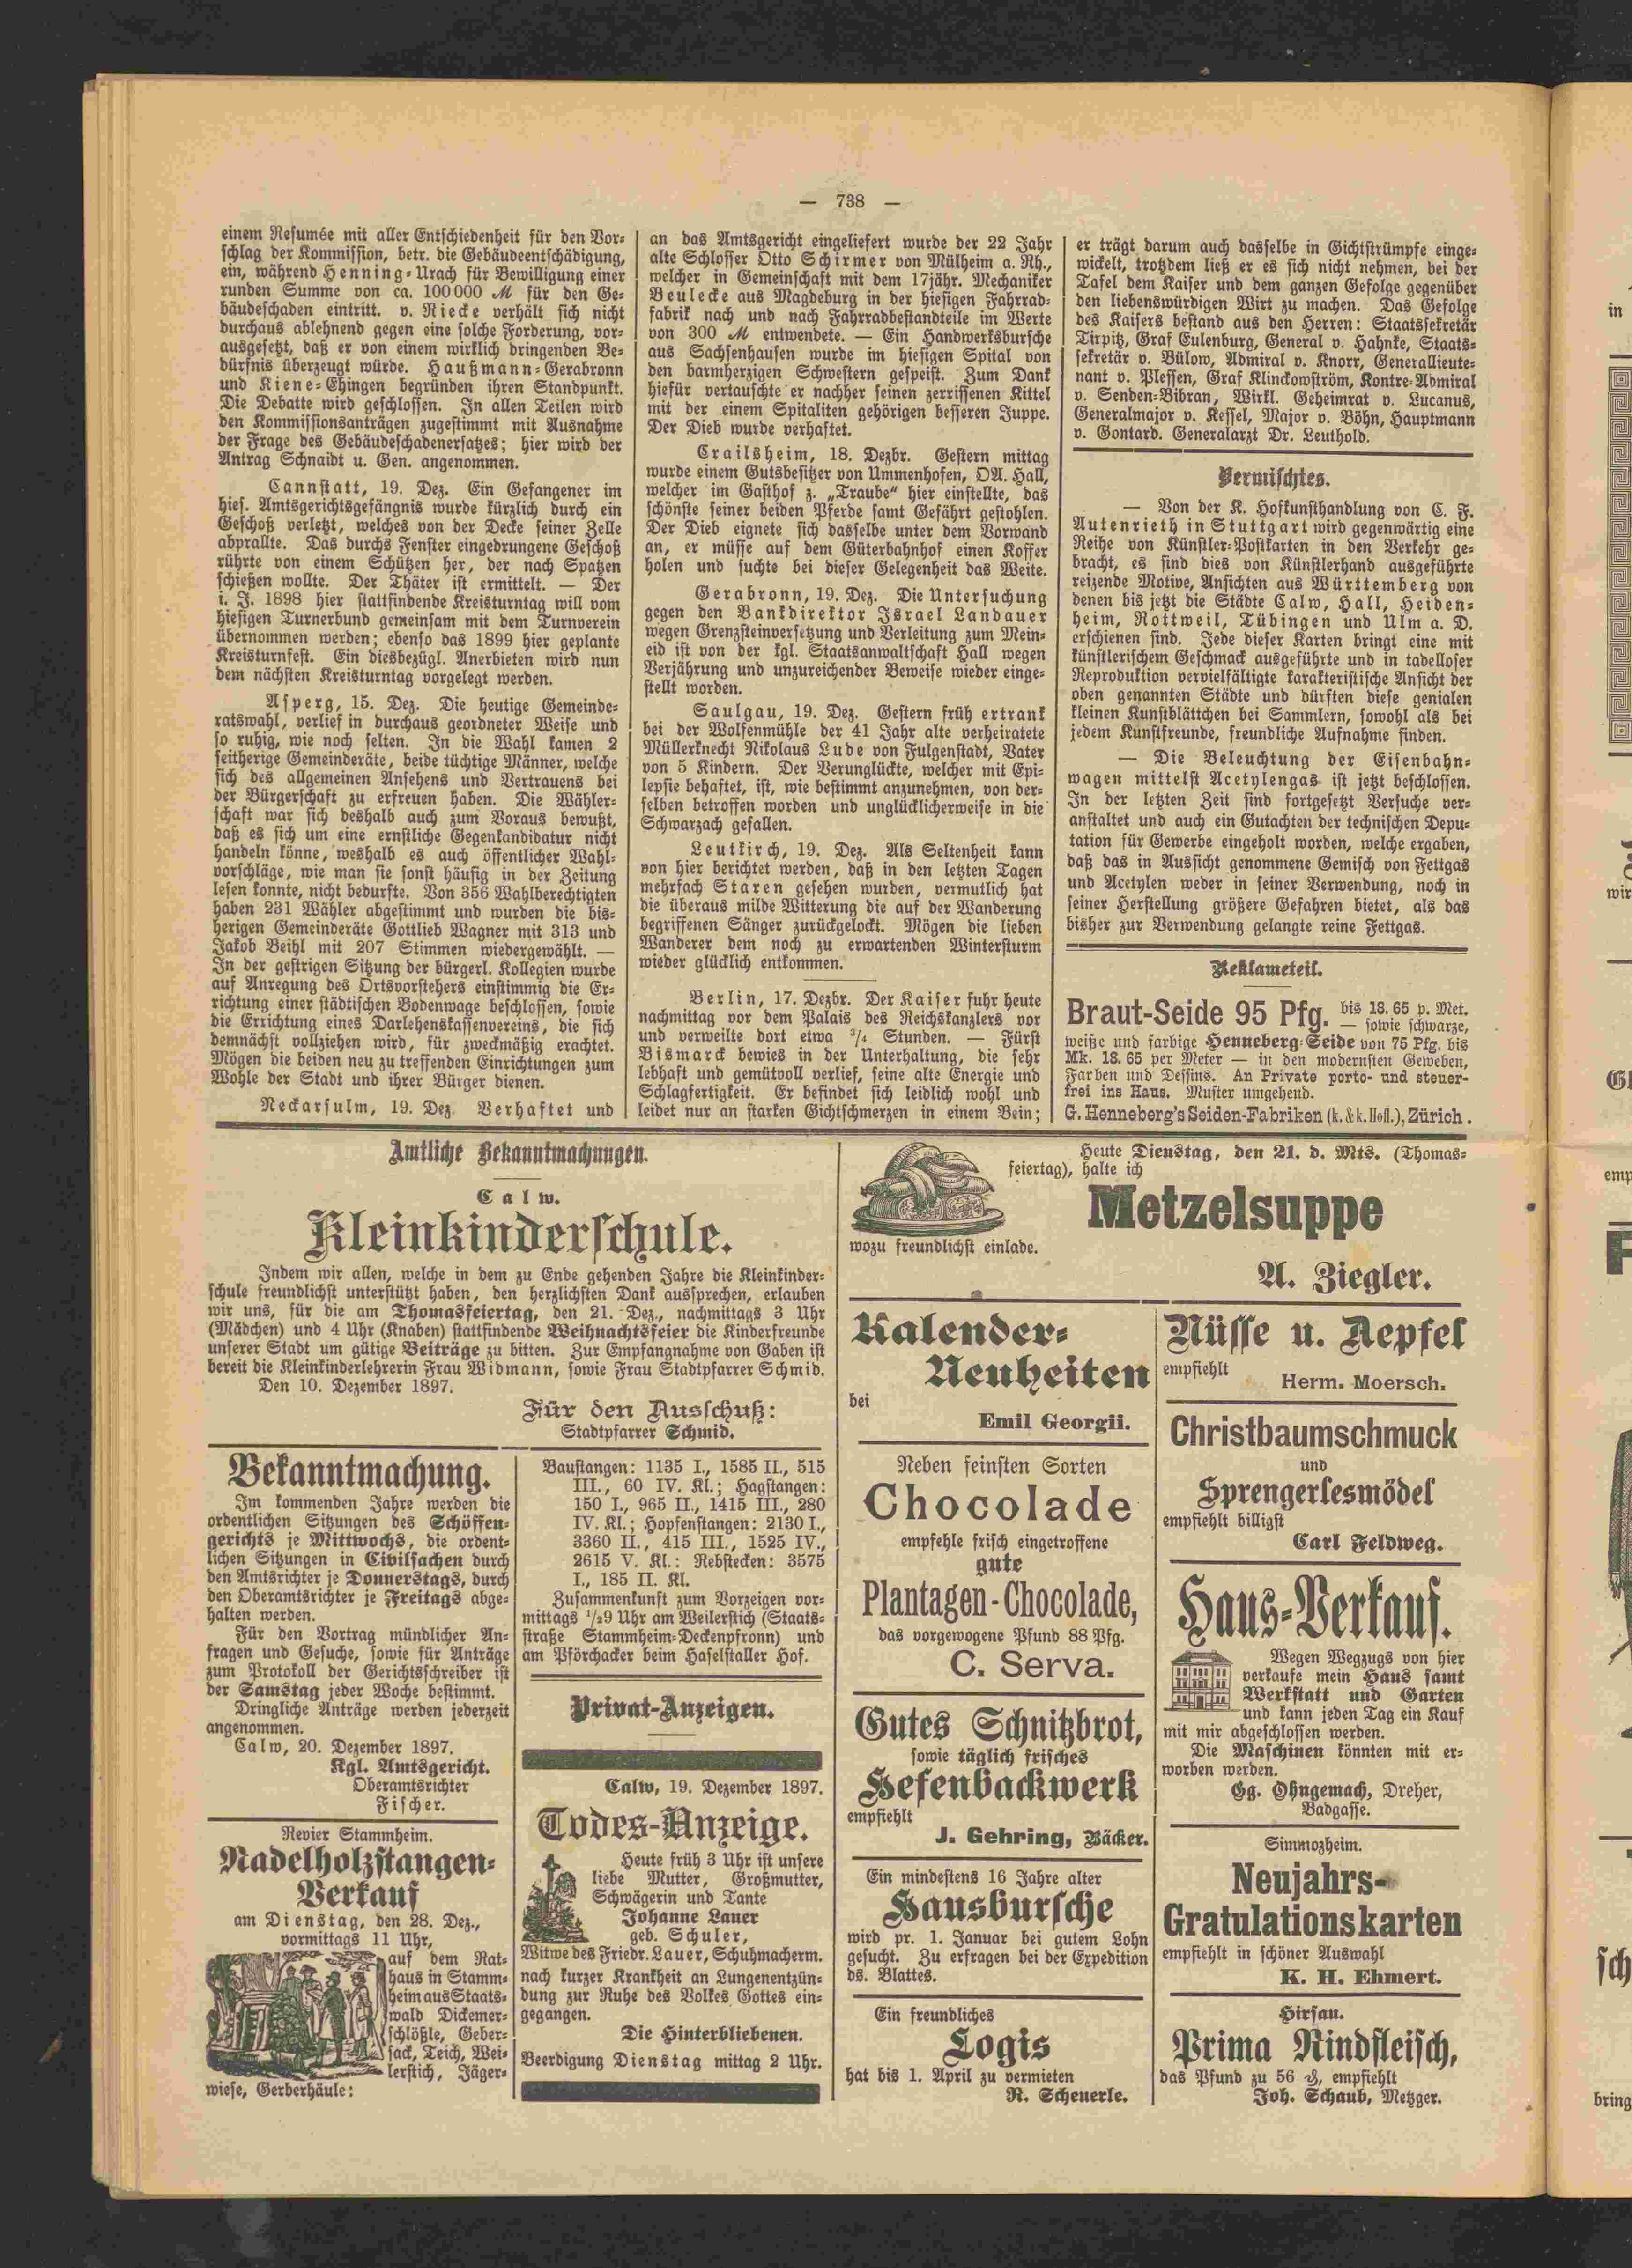 — 738 —
einem Resumée mit aller Entschiedenheit für den Vor-
schlag der Kommission, betr. die Gebäudeentschädigung,
ein, während Henning-Urach für Bewilligung einer
runden Summe von ca. 100 000 M für den Ge-
bäudeschaden eintritt. v. Riecke verhält sich nicht
durchaus ablehnend gegen eine solche Forderung, vor-
ausgesetzt, daß er von einem wirklich dringenden Be-
dürfnis überzeugt würde. Haußmann-Gerabronn
und Kiene-Ehingen begründen ihren Standpunkt.
Die Debatte wird geschlossen. In allen Teilen wird
den Kommissionsanträgen zugestimmt mit Ausnahme
der Frage des Gebäudeschadenersatzes; hier wird der
Antrag Schnaidt u. Gen. angenommen.
Cannstatt, 19. Dez. Ein Gefangener im
hies. Amtsgerichtsgefängnis wurde kürzlich durch ein
Geschoß verletzt, welches von der Decke seiner Zelle
abprallte. Das durchs Fenster eingedrungene Geschoß
rührte von einem Schützen her, der nach Spatzen
schießen wollte. Der Thäter ist ermittelt. — Der
i. J. 1898 hier stattfindende Kreisturntag will vom
hiesigen Turnerbund gemeinsam mit dem Turnverein
übernommen werden; ebenso das 1899 hier geplante
Kreisturnfest. Ein diesbezügl. Anerbieten wird nun
dem nächsten Kreisturntag vorgelegt werden.
Asperg, 15. Dez. Die heutige Gemeinde-
ratswahl, verlief in durchaus geordneter Weise und
so ruhig, wie noch selten. In die Wahl kamen 2
seitherige Gemeinderäte, beide tüchtige Männer, welche
sich des allgemeinen Ansehens und Vertrauens bei
der Bürgerschaft zu erfreuen haben. Die Wähler-
schaft war sich deshalb auch zum Voraus bewußt,
daß es sich um eine ernstliche Gegenkandidatur nicht
handeln könne, weshalb es auch öffentlicher Wahl-
vorschläge, wie man sie sonst häufig in der Zeitung
lesen konnte, nicht bedurfte. Von 356 Wahlberechtigten
haben 231 Wähler abgestimmt und wurden die bis-
herigen Gemeinderäte Gottlieb Wagner mit 313 und
Jakob Beihl mit 207 Stimmen wiedergewählt. —
In der gestrigen Sitzung der bürgerl. Kollegien wurde
auf Anregung des Ortsvorstehers einstimmig die Er-
richtung einer städtischen Bodenwage beschlossen, sowie
die Errichtung eines Darlehenskassenvereins, die sich
demnächst vollziehen wird, für zweckmäßig erachtet.
Mögen die beiden neu zu treffenden Einrichtungen zum
Wohle der Stadt und ihrer Bürger dienen.
Neckarsulm, 19. Dez. Verhaftet und
an das Amtsgericht eingeliefert wurde der 22 Jahr
alte Schlosser Otto Schirmer von Mülheim a. Rh.,
welcher in Gemeinschaft mit dem 17jähr. Mechaniker
Beulecke aus Magdeburg in der hiesigen Fahrrad-
fabrik nach und nach Fahrradbestandteile im Werte
von 300 M entwendete. — Ein Handwerksbursche
aus Sachsenhausen wurde im hiesigen Spital von
den barmherzigen Schwestern gespeist. Zum Dank
hiefür vertauschte er nachher seinen zerrissenen Kittel
mit der einem Spitaliten gehörigen besseren Juppe.
Der Dieb wurde verhaftet.
Crailsheim, 18. Dezbr. Gestern mittag
wurde einem Gutsbesitzer von Ummenhofen, OA. Hall,
welcher im Gasthof z. „Traube“ hier einstellte, das
schönste seiner beiden Pferde samt Gefährt gestohlen.
Der Dieb eignete sich dasselbe unter dem Vorwand
an, er müsse auf dem Güterbahnhof einen Koffer
holen und suchte bei dieser Gelegenheit das Weite.
Gerabronn, 19. Dez. Die Untersuchung
gegen den Bankdirektor Israel Landauer
wegen Grenzsteinversetzung und Verleitung zum Mein-
eid ist von der kgl. Staatsanwaltschaft Hall wegen
Verjährung und unzureichender Beweise wieder einge-
stellt worden.
Saulgau, 19. Dez. Gestern früh ertrank
bei der Wolfenmühle der 41 Jahr alte verheiratete
Müllerknecht Nikolaus Lude von Fulgenstadt, Vater
von 5 Kindern. Der Verunglückte, welcher mit Epi-
lepsie behaftet, ist, wie bestimmt anzunehmen, von der-
selben betroffen worden und unglücklicherweise in die
Schwarzach gefallen.
Leutkirch, 19. Dez. Als Seltenheit kann
von hier berichtet werden, daß in den letzten Tagen
mehrfach Staren gesehen wurden, vermutlich hat
die überaus milde Witterung die auf der Wanderung
begriffenen Sänger zurückgelockt. Mögen die lieben
Wanderer dem noch zu erwartenden Wintersturm
wieder glücklich entkommen.
Berlin, 17. Dezbr. Der Kaiser fuhr heute
nachmittag vor dem Palais des Reichskanzlers vor
und verweilte dort etwa 3/4 Stunden. — Fürst
Bismarck bewies in der Unterhaltung, die sehr
lebhaft und gemütvoll verlief, seine alte Energie und
Schlagfertigkeit. Er befindet sich leidlich wohl und
leidet nur an starken Gichtschmerzen in einem Bein;
er trägt darum auch dasselbe in Gichtstrümpfe einge-
wickelt, trotzdem ließ er es sich nicht nehmen, bei der
Tafel dem Kaiser und dem ganzen Gefolge gegenüber
den liebenswürdigen Wirt zu machen. Das Gefolge
des Kaisers bestand aus den Herren: Staatssekretär
Tirpitz, Graf Eulenburg, General v. Hahnke, Staats-
sekretär v. Bülow, Admiral v. Knorr, Generallieute-
nant v. Plessen, Graf Klinckowström, Kontre-Admiral
v. Senden-Bibran, Wirkl. Geheimrat v. Lucanus,
Generalmajor v. Kessel, Major v. Böhn, Hauptmann
v. Gontard. Generalarzt Dr. Leuthold.
Vermischtes.
— Von der K. Hofkunsthandlung von C. F.
Autenrieth in Stuttgart wird gegenwärtig eine
Reihe von Künstler-Postkarten in den Verkehr ge-
bracht, es sind dies von Künstlerhand ausgeführte
reizende Motive, Ansichten aus Württemberg von
denen bis jetzt die Städte Calw, Hall, Heiden-
heim, Rottweil, Tübingen und Ulm a. D.
erschienen sind. Jede dieser Karten bringt eine mit
künstlerischem Geschmack ausgeführte und in tadelloser
Reproduktion vervielfältigte karakteristische Ansicht der
oben genannten Städte und dürften diese genialen
kleinen Kunstblättchen bei Sammlern, sowohl als bei
jedem Kunstfreunde, freundliche Aufnahme finden.
— Die Beleuchtung der Eisenbahn-
wagen mittelst Acetylengas ist jetzt beschlossen.
In der letzten Zeit sind fortgesetzt Versuche ver-
anstaltet und auch ein Gutachten der technischen Depu-
tation für Gewerbe eingeholt worden, welche ergaben,
daß das in Aussicht genommene Gemisch von Fettgas
und Acetylen weder in seiner Verwendung, noch in
seiner Herstellung größere Gefahren bietet, als das
bisher zur Verwendung gelangte reine Fettgas.
Reklameteil.
Braut-Seide 95 Pfg. bis 18. 65 p. Met.
— sowie schwarze,
weiße und farbige Henneberg-Seide von 75 Pfg. bis
Mk. 18. 65 per Meter — in den modernsten Geweben,
Farben und Dessins. An Private porto- und steuer-
frei ins Haus. Muster umgehend.
G. Henneberg's Seiden-Fabriken (k. & k. Hofl.), Zürich.
Amtliche Bekanntmachungen.
Calw.
Kleinkinderschule.
Indem wir allen, welche in dem zu Ende gehenden Jahre die Kleinkinder-
schule freundlichst unterstützt haben, den herzlichsten Dank aussprechen, erlauben
wir uns, für die am Thomasfeiertag, den 21. Dez., nachmittags 3 Uhr
(Mädchen) und 4 Uhr (Knaben) stattfindende Weihnachtsfeier die Kinderfreunde
unserer Stadt um gütige Beiträge zu bitten. Zur Empfangnahme von Gaben ist
bereit die Kleinkinderlehrerin Frau Widmann, sowie Frau Stadtpfarrer Schmid.
Den 10. Dezember 1897.
Für den Ausschuß:
Stadtpfarrer Schmid.
Bekanntmachung.
Im kommenden Jahre werden die
ordentlichen Sitzungen des Schöffen-
gerichts je Mittwochs, die ordent-
lichen Sitzungen in Civilsachen durch
den Amtsrichter je Donnerstags, durch
den Oberamtsrichter je Freitags abge-
halten werden.
Für den Vortrag mündlicher An-
fragen und Gesuche, sowie für Anträge
zum Protokoll der Gerichtsschreiber ist
der Samstag jeder Woche bestimmt.
Dringliche Anträge werden jederzeit
angenommen.
Calw, 20. Dezember 1897.
Kgl. Amtsgericht.
Oberamtsrichter
Fischer.
Revier Stammheim.
Nadelholzstangen-
Verkauf
am Dienstag, den 28. Dez.,
vormittags 11 Uhr,
auf dem Rat-
haus in Stamm-
heim aus Staats-
wald Dickemer-
schlößle, Geber-
sack, Teich, Wei-
lerstich, Jäger-
wiese, Gerberhäule:
Baustangen: 1135 I., 1585 II., 515
III., 60 IV. Kl.; Hagstangen:
150 I., 965 II., 1415 III., 280
IV. Kl.; Hopfenstangen: 2130 I.,
3360 II., 415 III., 1525 IV.,
2615 V. Kl.: Rebstecken: 3575
I., 185 II. Kl.
Zusammenkunft zum Vorzeigen vor-
mittags 1/29 Uhr am Weilerstich (Staats-
straße Stammheim-Deckenpfronn) und
am Pförchacker beim Haselstaller Hof.
Privat-Anzeigen.
Calw, 19. Dezember 1897.
Todes-Anzeige.
Heute früh 3 Uhr ist unsere
liebe Mutter, Großmutter,
Schwägerin und Tante
Johanne Lauer
geb. Schuler,
Witwe des Friedr. Lauer, Schuhmacherm.
nach kurzer Krankheit an Lungenentzün-
dung zur Ruhe des Volkes Gottes ein-
gegangen.
Die Hinterbliebenen.
Beerdigung Dienstag mittag 2 Uhr.
Heute Dienstag, den 21. d. Mts. (Thomas-
feiertag), halte ich
Metzelsuppe
wozu freundlichst einlade.
A. Ziegler.
Kalender-
Neuheiten
bei
Emil Georgii.
Neben feinsten Sorten
Chocolade
empfehle frisch eingetroffene
gute
Plantagen-Chocolade,
das vorgewogene Pfund 88 Pfg.
C. Serva.
Gutes Schnitzbrot,
sowie täglich frisches
Hefenbackwerk
empfiehlt
J. Gehring, Bäcker.
Ein mindestens 16 Jahre alter
Hausbursche
wird pr. 1. Januar bei gutem Lohn
gesucht. Zu erfragen bei der Expedition
ds. Blattes.
Ein freundliches
Logis
hat bis 1. April zu vermieten
R. Scheuerle.
Nüsse u. Aepfel
empfiehlt
Herm. Moersch.
Christbaumschmuck
und
Sprengerlesmödel
empfiehlt billigst
Carl Feldweg.
Haus-Verkauf.
Wegen Wegzugs von hier
verkaufe mein Haus samt
Werkstatt und Garten
und kann jeden Tag ein Kauf
mit mir abgeschlossen werden.
Die Maschinen könnten mit er-
worben werden.
Gg. Ohngemach, Dreher,
Badgasse.
Simmozheim.
Neujahrs-
Gratulationskarten
empfiehlt in schöner Auswahl
K. H. Ehmert.
Hirsau.
Prima Rindfleisch,
das Pfund zu 56 ₰, empfiehlt
Joh. Schaub, Metzger.
in
wir
Gl
emp
F
sch
bring